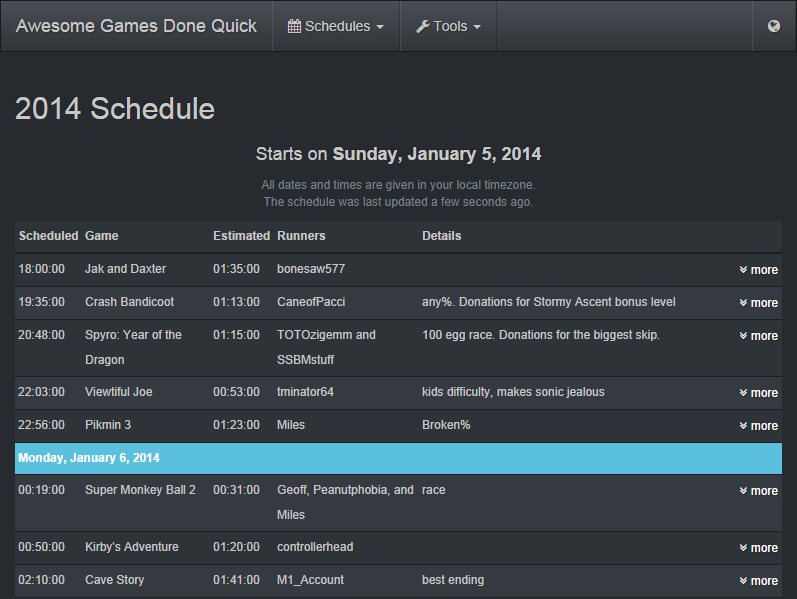 Awesome Games Done Quick Schedules Tools
2014 Schedule
Starts on Sunday, January 5, 2014
All dates and times are given in your local timezone.
The schedule was last updated a few seconds ago.
Scheduled Game Estimated Runners Details
18:00:00 Jak and Daxter 01:35:00 bonesaw577 more
19:35:00 Crash Bandicoot 01:13:00 CaneofPacci any%. Donations for Stormy Ascent bonus level more
20:48:00 Spyro: Year of the 01:15:00 TOTOzigemm and 100 egg race. Donations for the biggest skip. more
Dragon SSBMstuff
22:03:00 Viewtiful Joe 00:53:00 tminator64 kids difficulty, makes sonic jealous more
22:56:00 Pikmin 3 01:23:00 Miles Broken% more
Monday, January 6, 2014
00:19:00 Super Monkey Ball 2 00:31:00 Geoff, Peanutphobia, and race more
Miles
00:50:00 Kirby's Adventure 01:20:00 controllerhead more
02:10:00 Cave Story 01:41:00 M1_Account best ending more